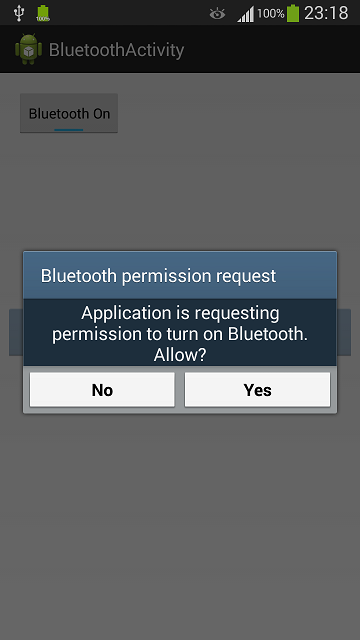 100% 100% 23:18
BluetoothActivity
Bluetooth On
Bluetooth permission request
Application is requesting
permission to turn on Bluetooth.
Allow?
No Yes